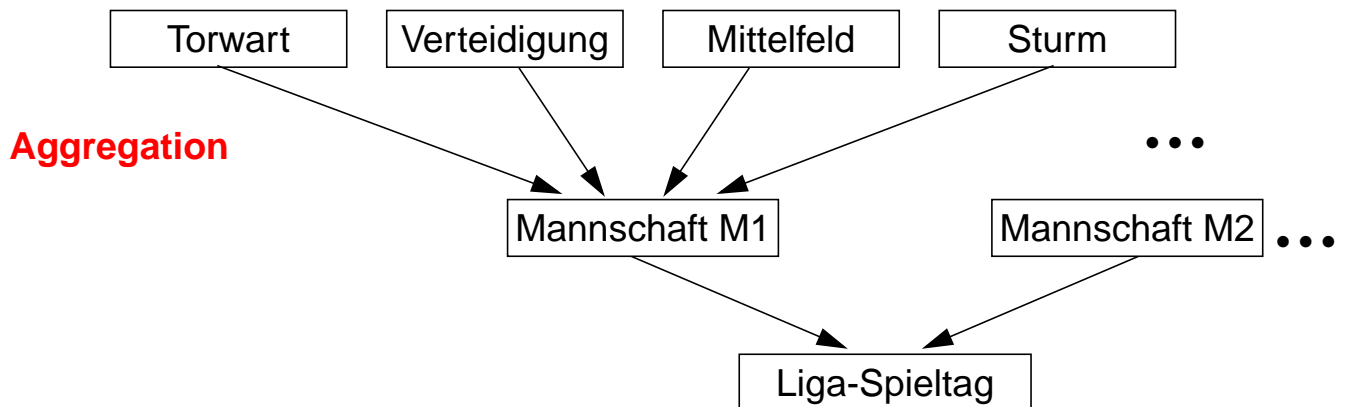 Torwart Verteidigung Mittelfeld Sturm
Aggregation
...
Mannschaft M1 Mannschaft M2 ...
Liga-Spieltag